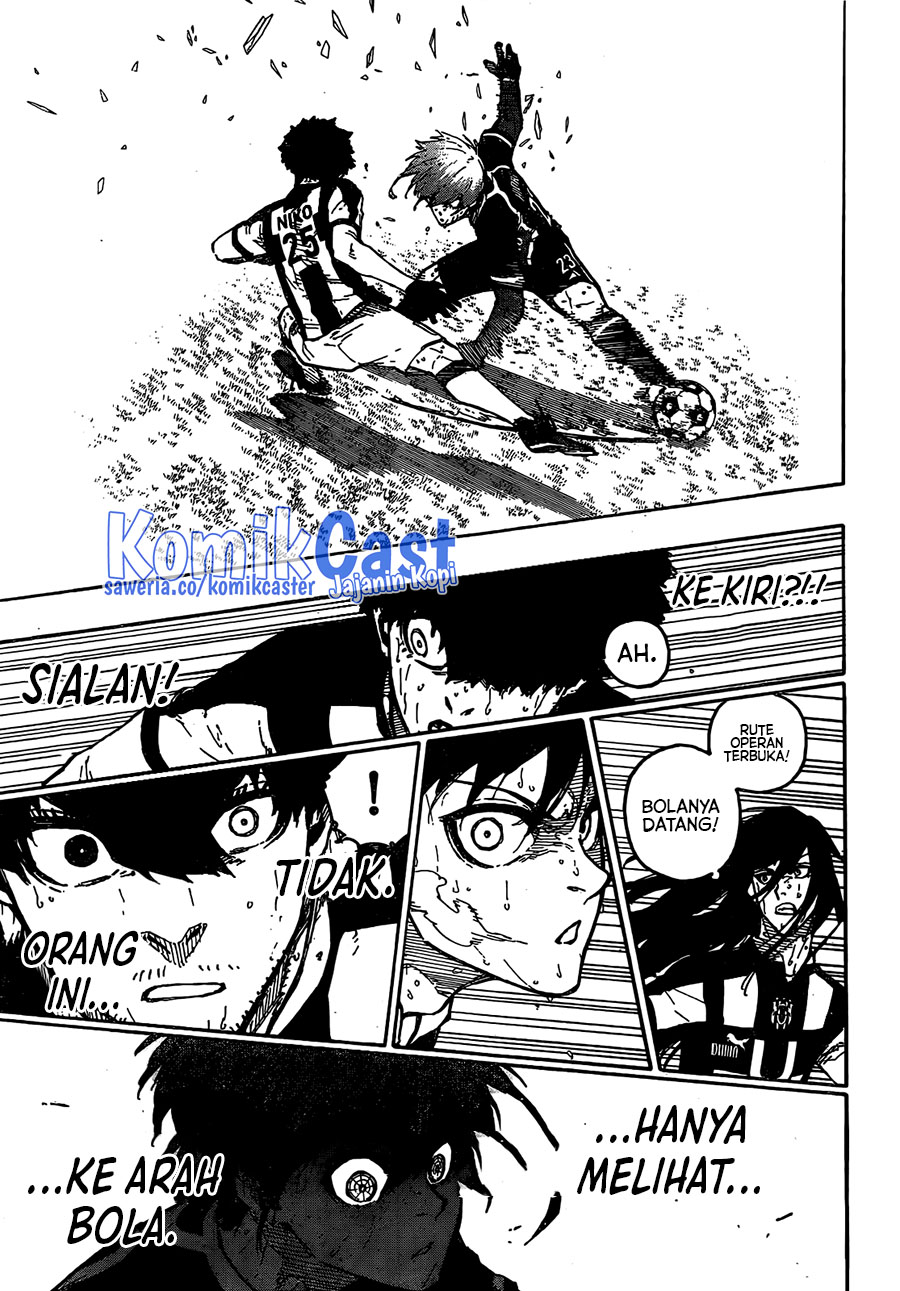 NIKO
25
23
KomikCast
saweria.co/komikcaster
Jajanin Kopi
KE KIRI?!!
AH.
SIALAN!
RUTE
OPERAN
TERBUKA!
BOLANYA
DATANG!
!
TIDAK.
ORANG
INI...
...HANYA
MELIHAT...
...KE ARAH
BOLA.